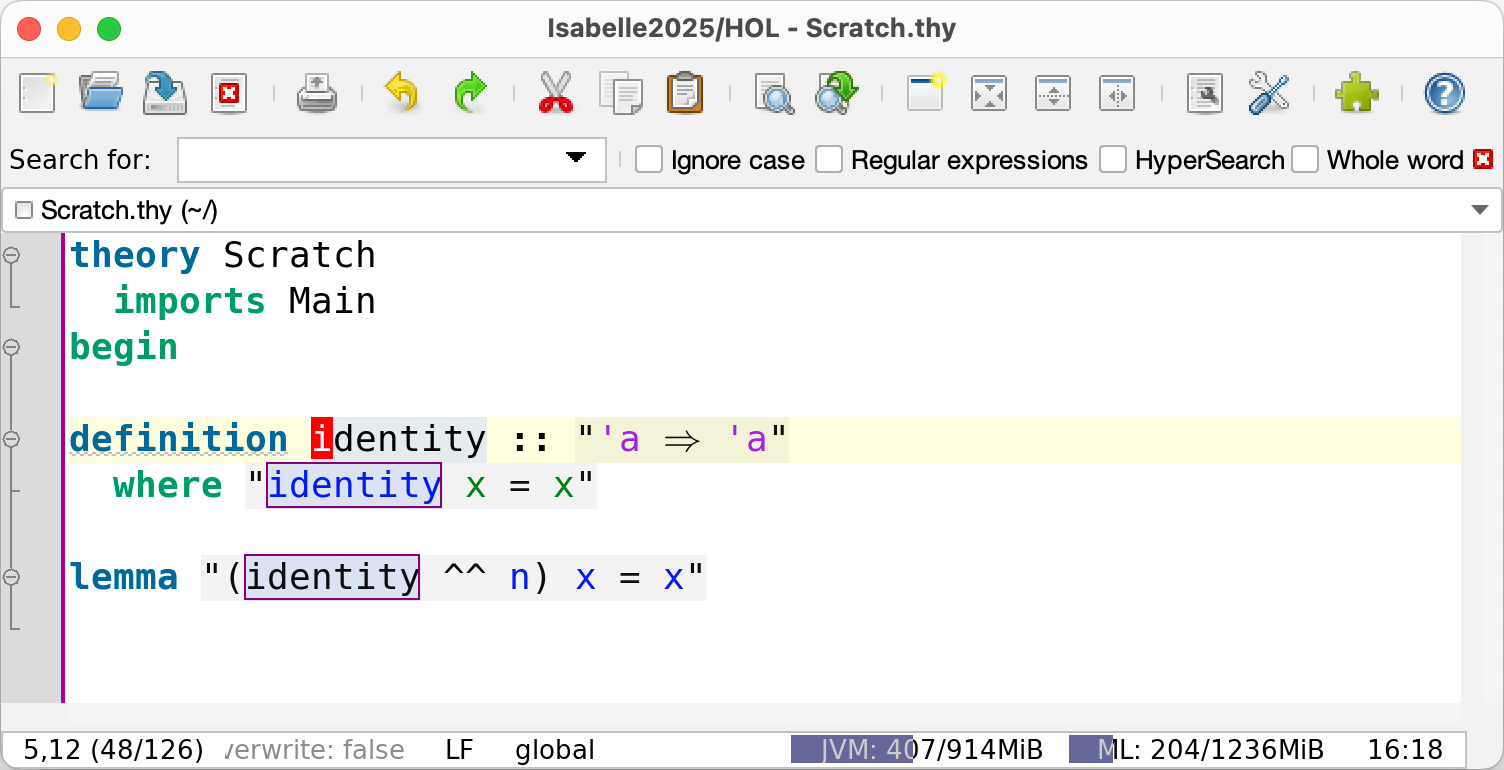 Isabelle2025/HOL - Scratch.thy
Search for: Ignore case Regular expressions HyperSearch Whole word
Scratch.thy (~/)
theory Scratch
  imports Main
begin
definition identity :: "'a ⇒ 'a"
  where "identity x = x"
lemma "(identity ^^ n) x = x"
5,12 (48/126) verwrite: false LF global JVM: 407/914MiB ML: 204/1236MiB 16:18